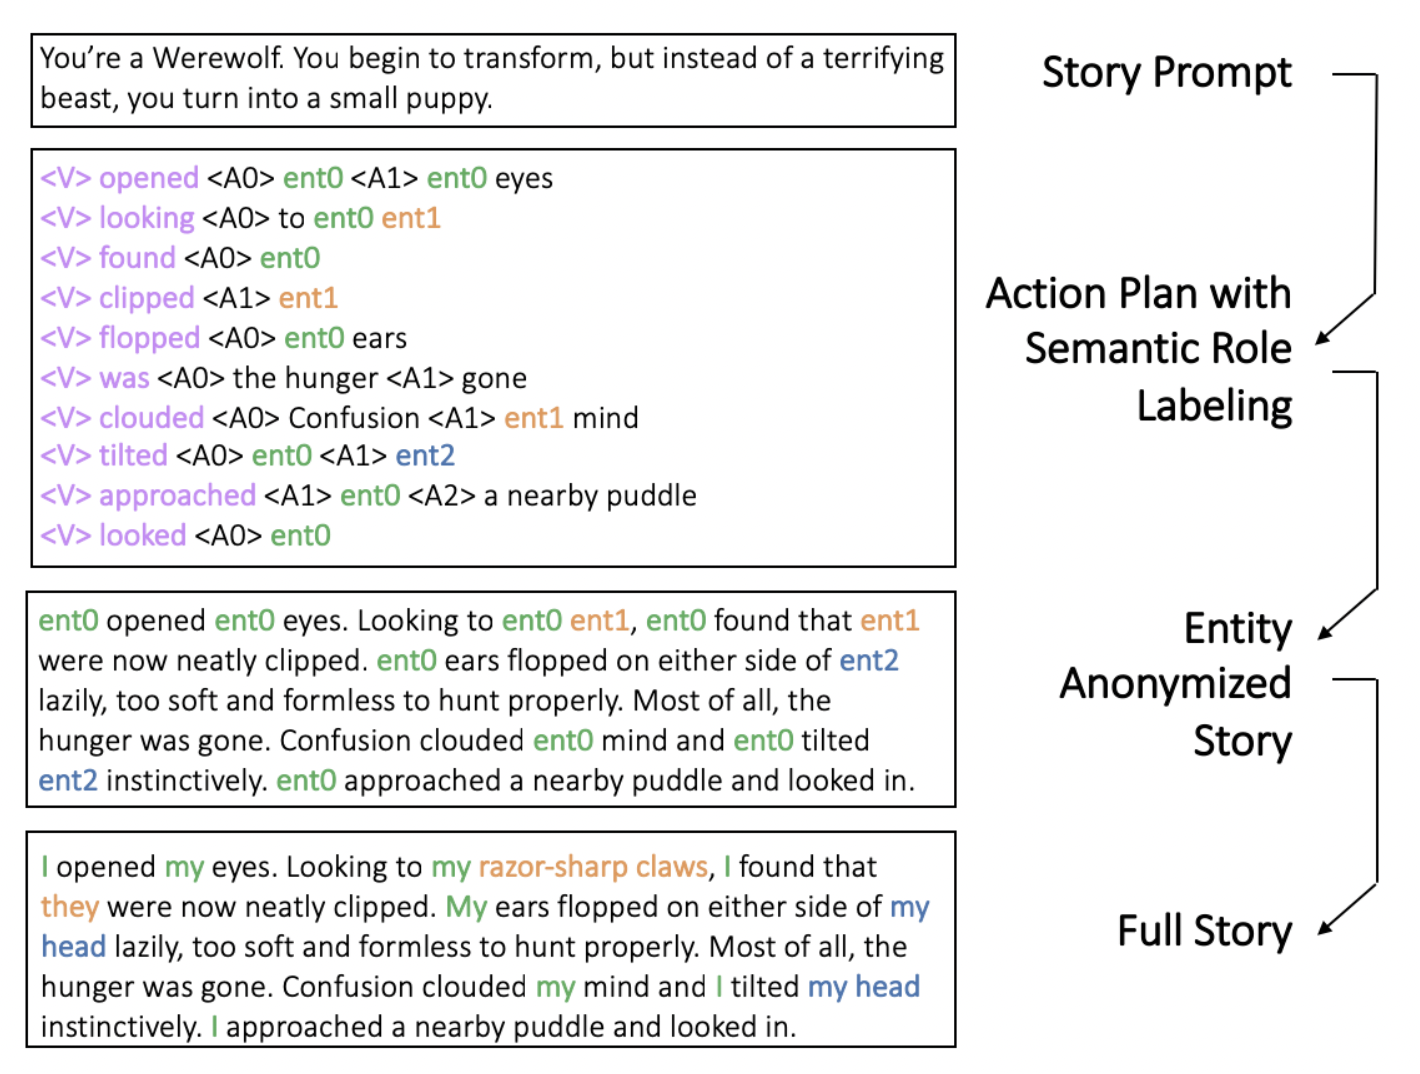 You're a Werewolf. You begin to transform, but instead of a terrifying
beast, you turn into a small puppy.
Story Prompt
<V> opened <A0> ent0 <A1> ent0 eyes
<V> looking <A0> to ent0 ent1
<V> found <A0> ent0
<V> clipped <A1> ent1
<V> flopped <A0> ent0 ears
<V> was <A0> the hunger <A1> gone
<V> clouded <A0> Confusion <A1> ent1 mind
<V> tilted <A0> ent0 <A1> ent2
<V> approached <A1> ent0 <A2> a nearby puddle
<V> looked <A0> ent0
Action Plan with
Semantic Role
Labeling
ent0 opened ent0 eyes. Looking to ent0 ent1, ent0 found that ent1
were now neatly clipped. ent0 ears flopped on either side of ent2
lazily, too soft and formless to hunt properly. Most of all, the
hunger was gone. Confusion clouded ent0 mind and ent0 tilted
ent2 instinctively. ent0 approached a nearby puddle and looked in.
Entity
Anonymized
Story
I opened my eyes. Looking to my razor-sharp claws, I found that
they were now neatly clipped. My ears flopped on either side of my
head lazily, too soft and formless to hunt properly. Most of all, the
hunger was gone. Confusion clouded my mind and I tilted my head
instinctively. I approached a nearby puddle and looked in.
Full Story